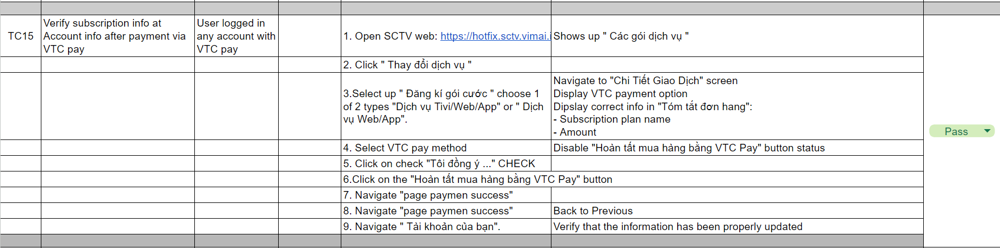 TC15
Verify subscription info at
Account info after payment via
VTC pay
User logged in
any account with
VTC pay
1. Open SCTV web: https://hotfix.sctv.vimai.i
Shows up " Các gói dịch vụ "
2. Click " Thay đổi dịch vụ "
3.Select up " Đăng kí gói cước " choose 1
of 2 types "Dịch vụ Tivi/Web/App" or " Dịch
vụ Web/App".
Navigate to "Chi Tiết Giao Dịch" screen
Display VTC payment option
Dipslay correct info in "Tóm tắt đơn hang":
- Subscription plan name
- Amount
Pass
4. Select VTC pay method
Disable "Hoàn tất mua hàng bằng VTC Pay" button status
5. Click on check "Tôi đồng ý ..." CHECK
6.Click on the "Hoàn tất mua hàng bằng VTC Pay" button
7. Navigate "page paymen success"
8. Navigate "page paymen success"
Back to Previous
9. Navigate " Tài khoản của bạn".
Verify that the information has been properly updated